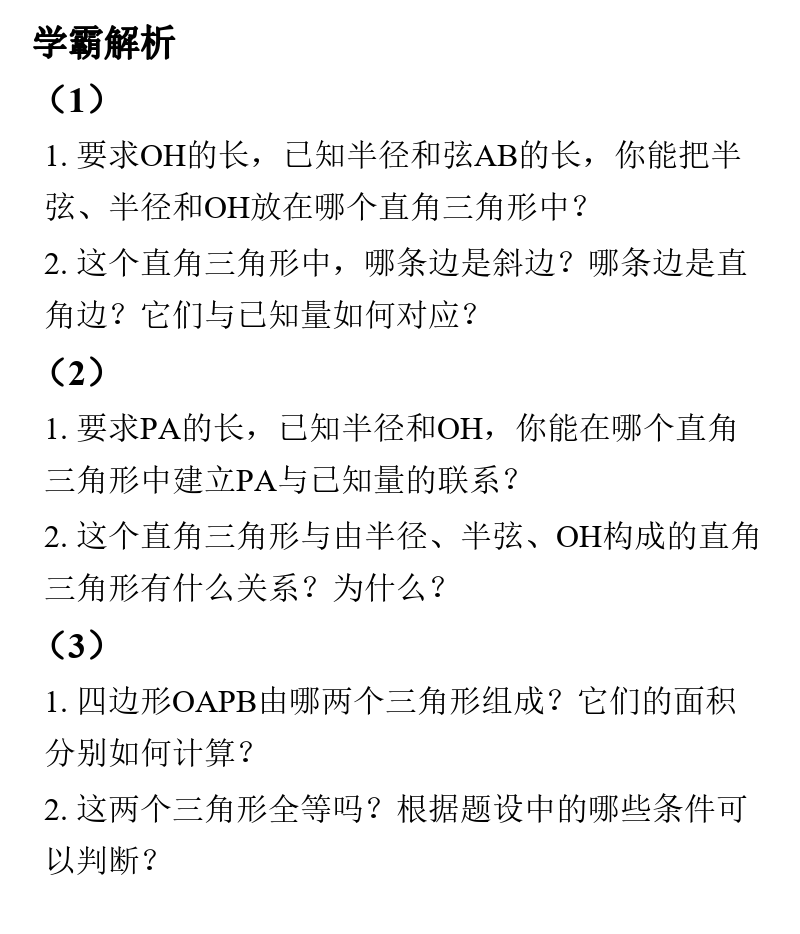 学霸解析
（1）
1. 要求OH的长，已知半径和弦AB的长，你能把半
弦、半径和OH放在哪个直角三角形中？
2. 这个直角三角形中，哪条边是斜边？哪条边是直
角边？它们与已知量如何对应？
（2）
1. 要求PA的长，已知半径和OH，你能在哪个直角
三角形中建立PA与已知量的联系？
2. 这个直角三角形与由半径、半弦、OH构成的直角
三角形有什么关系？为什么？
（3）
1. 四边形OAPB由哪两个三角形组成？它们的面积
分别如何计算？
2. 这两个三角形全等吗？根据题设中的哪些条件可
以判断？